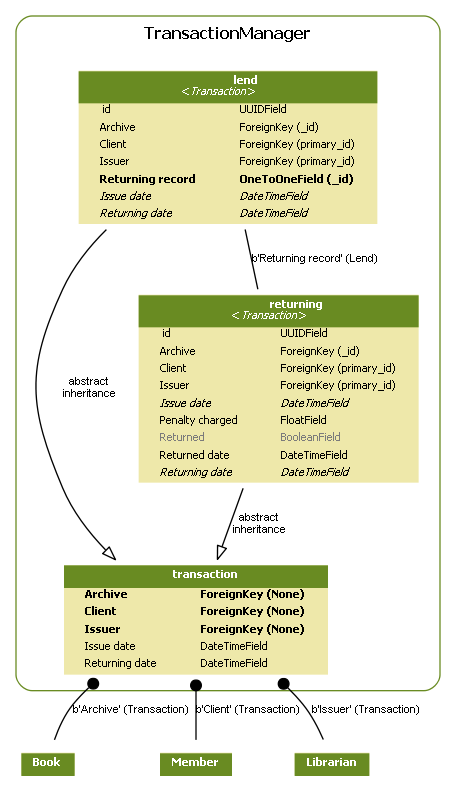 TransactionManager
lend
<Transaction>
id UUIDField
Archive ForeignKey (_id)
Client ForeignKey (primary_id)
Issuer ForeignKey (primary_id)
Returning record OneToOneField (_id)
Issue date DateTimeField
Returning date DateTimeField
b'Returning record' (Lend)
returning
<Transaction>
id UUIDField
Archive ForeignKey (_id)
Client ForeignKey (primary_id)
Issuer ForeignKey (primary_id)
Issue date DateTimeField
Penalty charged FloatField
Returned BooleanField
Returned date DateTimeField
Returning date DateTimeField
abstract
inheritance
abstract
inheritance
transaction
Archive ForeignKey (None)
Client ForeignKey (None)
Issuer ForeignKey (None)
Issue date DateTimeField
Returning date DateTimeField
b'Archive' (Transaction) b'Client' (Transaction) b'Issuer' (Transaction)
Book Member Librarian